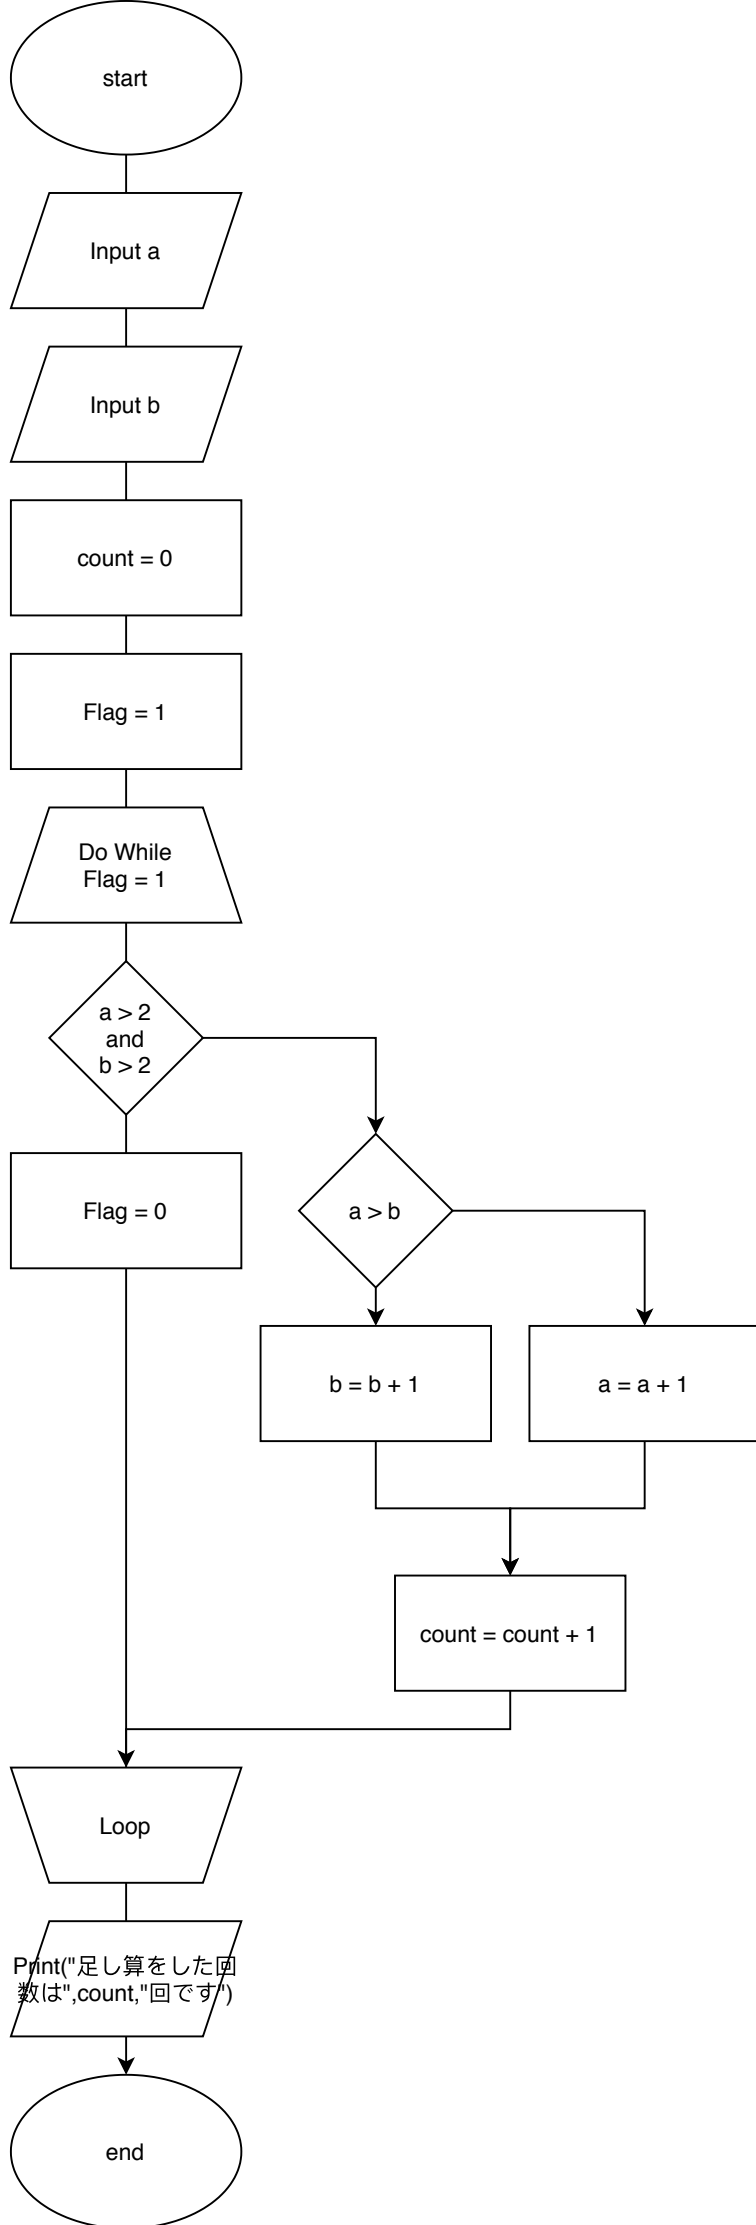 start
Input a
Input b
count = 0
Flag = 1
Do While
Flag = 1
a > 2
and
b > 2
Flag = 0
a > b
b = b + 1
a = a + 1
count = count + 1
Loop
Print("足し算をした回
数は",count,"回です")
end